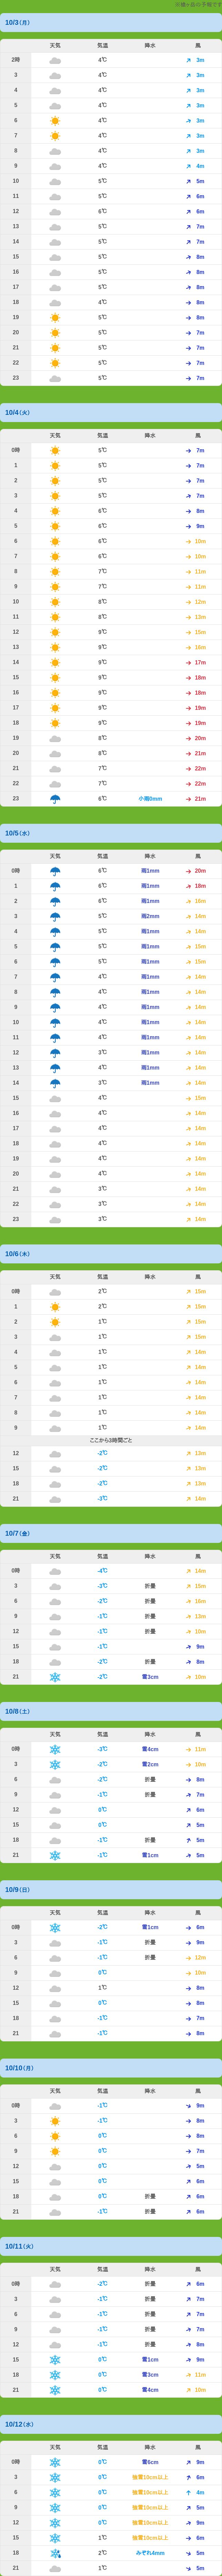 ※種ヶ島の予報です
10/3(月)
天気 気温 降水 風
2時 4℃ 3m
3 4℃ 3m
4 4℃ 3m
5 4℃ 3m
6 4℃ 3m
7 4℃ 3m
8 4℃ 3m
9 4℃ 4m
10 5℃ 5m
11 5℃ 6m
12 6℃ 6m
13 5℃ 7m
14 5℃ 7m
15 5℃ 8m
16 5℃ 8m
17 5℃ 8m
18 4℃ 8m
19 5℃ 8m
20 5℃ 7m
21 5℃ 7m
22 5℃ 7m
23 5℃ 7m
10/4(火)
天気 気温 降水 風
0時 5℃ 7m
1 5℃ 7m
2 5℃ 7m
3 5℃ 7m
4 6℃ 8m
5 6℃ 9m
6 6℃ 10m
7 6℃ 10m
8 7℃ 11m
9 7℃ 11m
10 8℃ 12m
11 8℃ 13m
12 9℃ 15m
13 9℃ 16m
14 9℃ 17m
15 9℃ 18m
16 9℃ 18m
17 9℃ 19m
18 9℃ 19m
19 8℃ 20m
20 8℃ 21m
21 7℃ 22m
22 7℃ 22m
23 6℃ 小雨0mm 21m
10/5(水)
天気 気温 降水 風
0時 6℃ 雨1mm 20m
1 6℃ 雨1mm 18m
2 6℃ 雨1mm 16m
3 5℃ 雨2mm 14m
4 5℃ 雨1mm 14m
5 5℃ 雨1mm 15m
6 5℃ 雨1mm 15m
7 4℃ 雨1mm 14m
8 4℃ 雨1mm 14m
9 4℃ 雨1mm 14m
10 4℃ 雨1mm 14m
11 4℃ 雨1mm 14m
12 3℃ 雨1mm 14m
13 4℃ 雨1mm 14m
14 3℃ 雨1mm 14m
15 4℃ 15m
16 4℃ 14m
17 4℃ 14m
18 4℃ 14m
19 4℃ 14m
20 4℃ 14m
21 3℃ 14m
22 3℃ 14m
23 3℃ 14m
10/6(木)
天気 気温 降水 風
0時 2℃ 15m
1 2℃ 15m
2 1℃ 15m
3 1℃ 15m
4 1℃ 14m
5 1℃ 14m
6 1℃ 14m
7 1℃ 14m
8 1℃ 14m
9 1℃ 14m
ここから3時間ごと
12 -2℃ 13m
15 -2℃ 13m
18 -2℃ 13m
21 -3℃ 14m
10/7(金)
天気 気温 降水 風
0時 -4℃ 14m
3 -3℃ 折曇 15m
6 -2℃ 折曇 16m
9 -1℃ 折曇 13m
12 -1℃ 折曇 10m
15 -1℃ 9m
18 -2℃ 折曇 8m
21 -2℃ 雪3cm 10m
10/8(土)
天気 気温 降水 風
0時 -3℃ 雪4cm 11m
3 -2℃ 雪2cm 10m
6 -2℃ 折曇 8m
9 -1℃ 折曇 7m
12 0℃ 6m
15 0℃ 5m
18 -1℃ 折曇 5m
21 -1℃ 雪1cm 5m
10/9(日)
天気 気温 降水 風
0時 -2℃ 雪1cm 6m
3 -1℃ 折曇 9m
6 -1℃ 折曇 12m
9 0℃ 10m
12 1℃ 8m
15 0℃ 8m
18 -1℃ 7m
21 -1℃ 8m
10/10(月)
天気 気温 降水 風
0時 -1℃ 9m
3 -1℃ 8m
6 0℃ 8m
9 0℃ 7m
12 0℃ 5m
15 0℃ 6m
18 0℃ 折曇 6m
21 -1℃ 折曇 6m
10/11(火)
天気 気温 降水 風
0時 -2℃ 折曇 6m
3 -1℃ 折曇 7m
6 -1℃ 折曇 7m
9 -1℃ 折曇 7m
12 -1℃ 折曇 8m
15 0℃ 雪1cm 9m
18 0℃ 雪3cm 11m
21 0℃ 雪4cm 10m
10/12(水)
天気 気温 降水 風
0時 0℃ 雪6cm 9m
3 0℃ 強雪10cm以上 6m
6 0℃ 強雪10cm以上 4m
9 0℃ 強雪10cm以上 5m
12 0℃ 強雪10cm以上 9m
15 1℃ 強雪10cm以上 6m
18 2℃ みぞれ4mm 5m
21 1℃ 5m